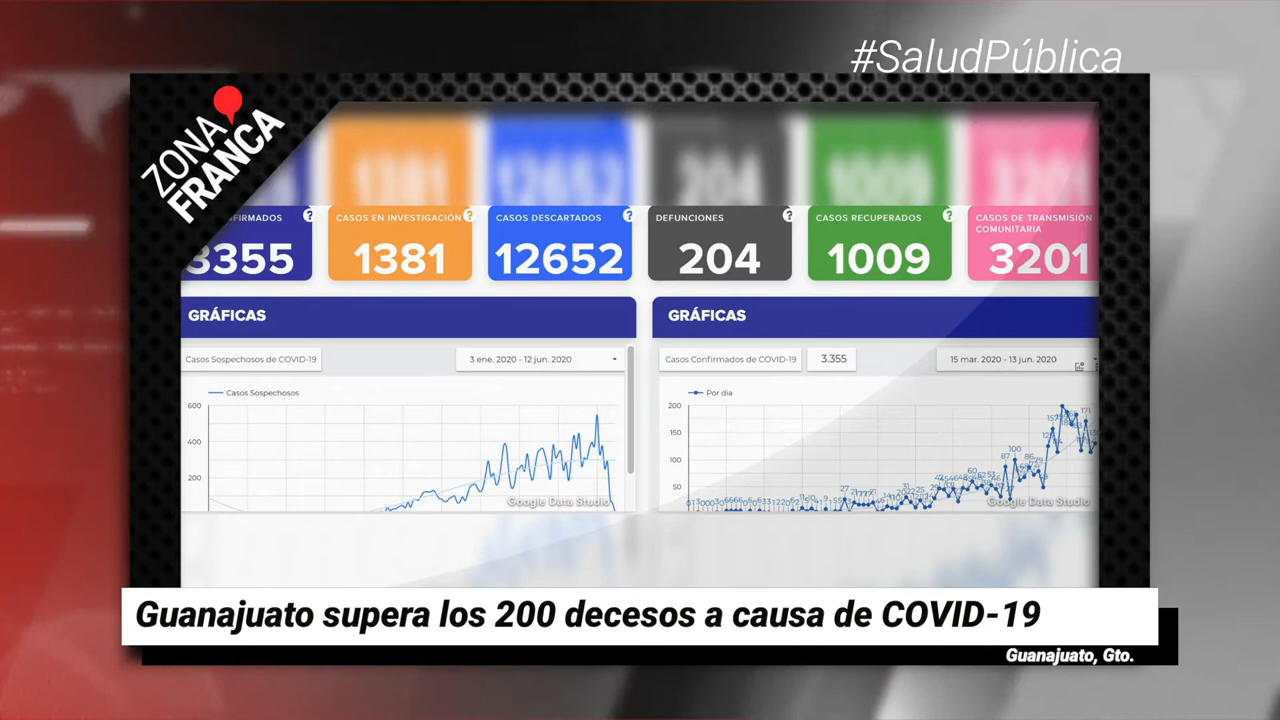 #SaludPública
ZONA
FRANCA
CASOS EN INVESTIGACIÓN
CASOS DESCARTADOS
DEFUNCIONES
CASOS RECUPERADOS
CASOS DE TRANSMISIÓN
COMUNITARIA
3355
1381
12652
204
1009
3201
GRÁFICAS
GRÁFICAS
Casos Sospechosos de COVID-19
3 ene. 2020 - 12 jun. 2020
Casos Confirmados de COVID-19
3.355
15 mar. 2020 - 13 jun. 2020
Casos Sospechosos
600
400
200
Google Data Studio
Por dia
200
150
100
50
Google Data Studio
Guanajuato supera los 200 decesos a causa de COVID-19
Guanajuato, Gto.